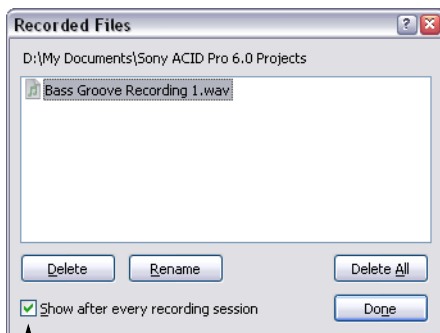 Recorded Files
D:\My Documents\Sony ACID Pro 6.0 Projects
Bass Groove Recording 1.wav
Delete Rename Delete All
Show after every recording session Done